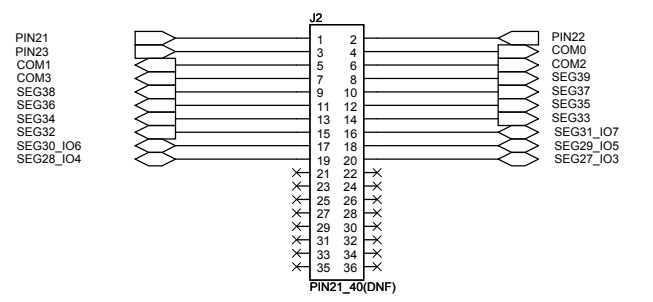 J2
PIN21 1 2 PIN22
PIN23 3 4 COM0
COM1 5 6 COM2
COM3 7 8 SEG39
SEG38 9 10 SEG37
SEG36 11 12 SEG35
SEG34 13 14 SEG33
SEG32 15 16 SEG31_IO7
SEG30_IO6 17 18 SEG29_IO5
SEG28_IO4 19 20 SEG27_IO3
21 22
23 24
25 26
27 28
29 30
31 32
33 34
35 36
PIN21_40(DNF)